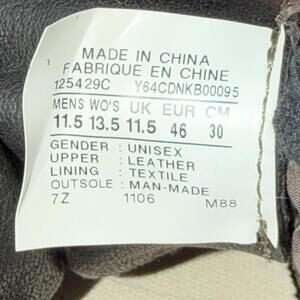 MADE IN CHINA
FABRIQUE EN CHINE
125429C Y64CDNKB00095
MENS WO'S UK EUR CM
11.5 13.5 11.5 46 30
GENDER : UNISEX
UPPER : LEATHER
LINING : TEXTILE
OUTSOLE : MAN-MADE
7Z 1106 M88